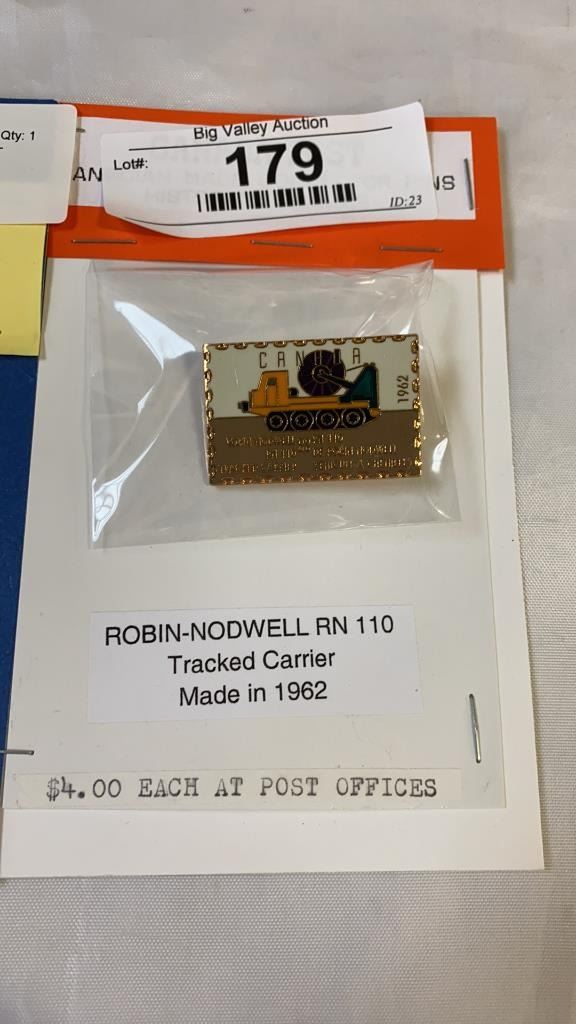 Qty: 1
Big Valley Auction
Lot#:
179
ID:23
AN
NS
CANADA
1962
ROBIN-NODWELL RN 110
Tracked Carrier
Made in 1962
$4.00 EACH AT POST OFFICES